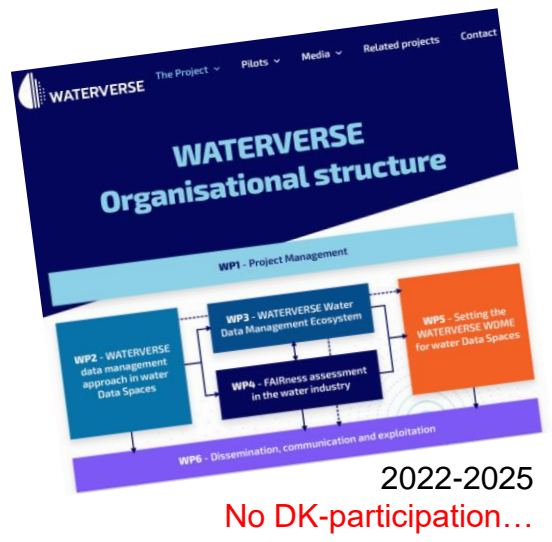 WATERVERSE
The Project
Pilots
Media
Related projects
Contact
WATERVERSE
Organisational structure
WP1 - Project Management
WP2 - WATERVERSE
data management
approach in water
Data Spaces
WP3 - WATERVERSE Water
Data Management Ecosystem
WP4 - FAIRness assessment
in the water industry
WP5 - Setting the
WATERVERSE WDME
for water Data Spaces
WP6 - Dissemination, communication and exploitation
2022-2025
No DK-participation…